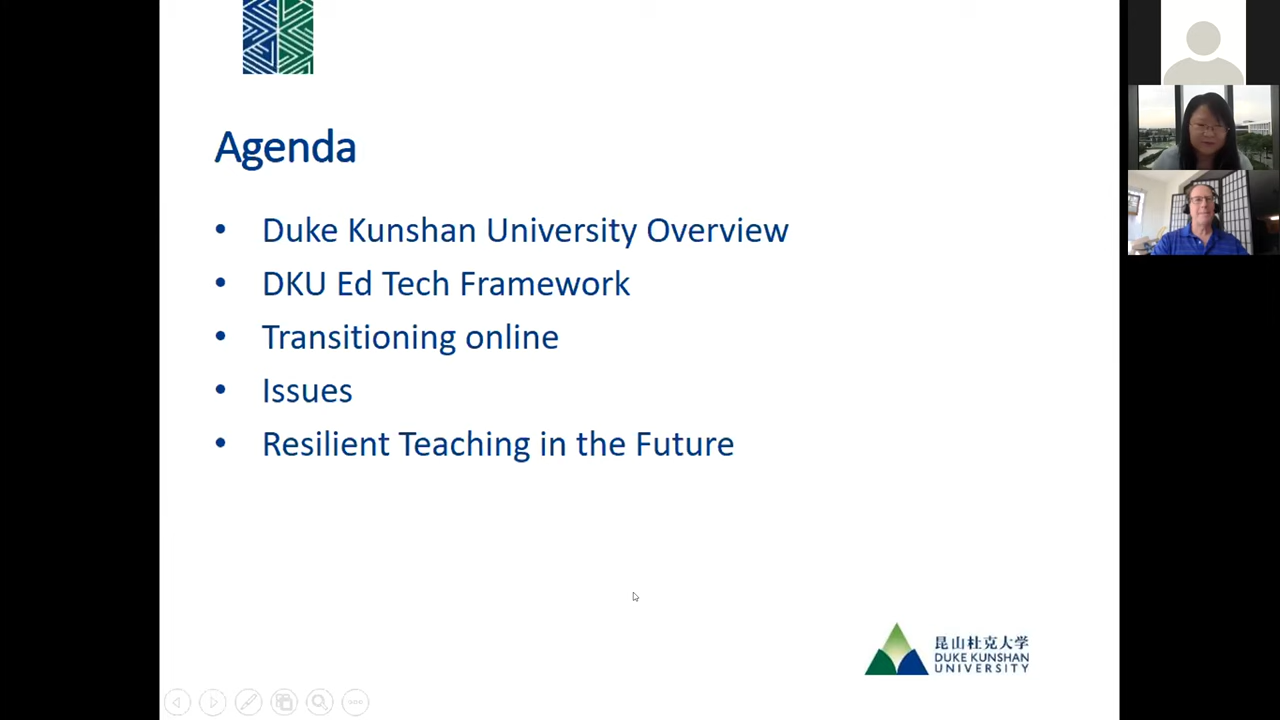 Agenda
• Duke Kunshan University Overview
• DKU Ed Tech Framework
• Transitioning online
• Issues
• Resilient Teaching in the Future
昆山杜克大学
DUKE KUNSHAN
UNIVERSITY